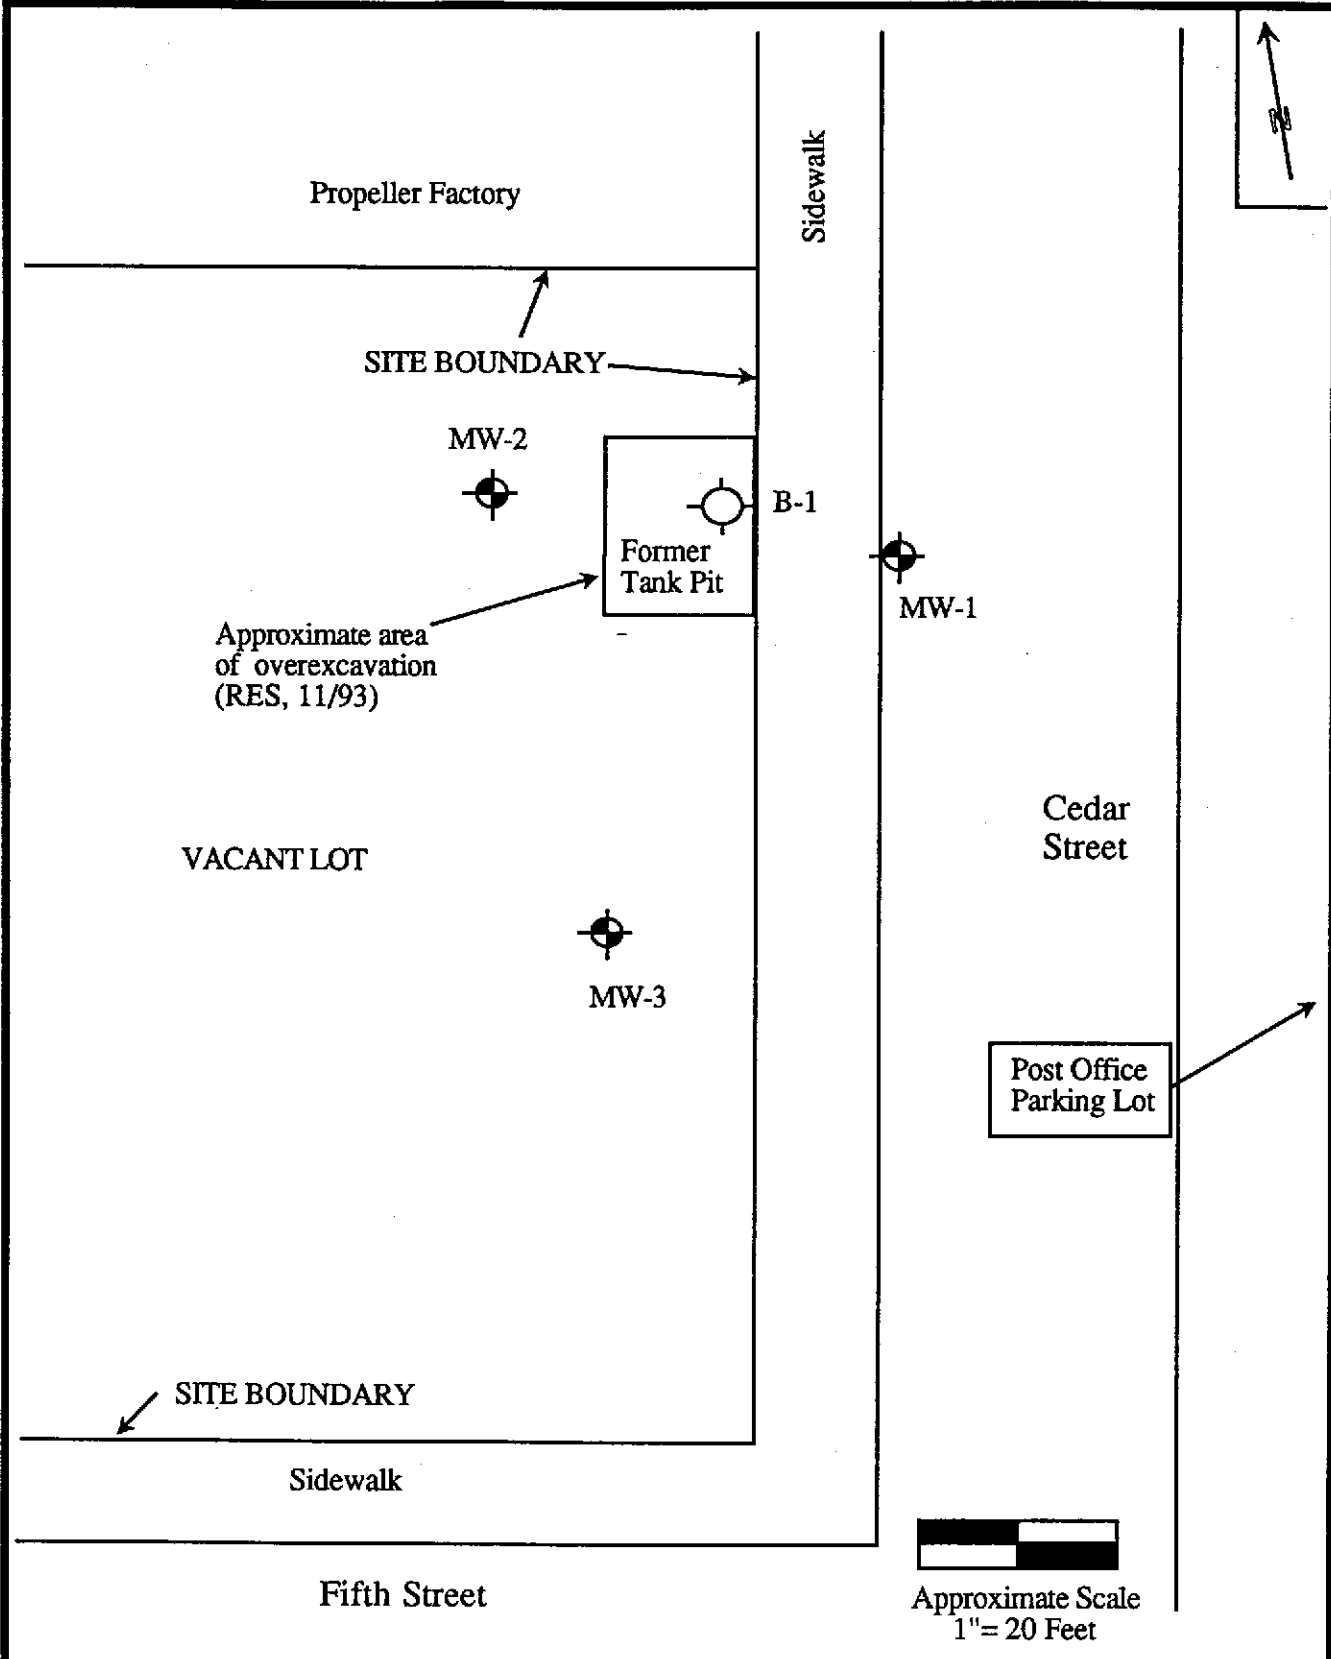 N
Sidewalk
Propeller Factory
SITE BOUNDARY
MW-2
B-1
Former
Tank Pit
MW-1
Approximate area
of overexcavation
(RES, 11/93)
Cedar
Street
VACANT LOT
MW-3
Post Office
Parking Lot
SITE BOUNDARY
Sidewalk
Fifth Street
Approximate Scale
1"= 20 Feet